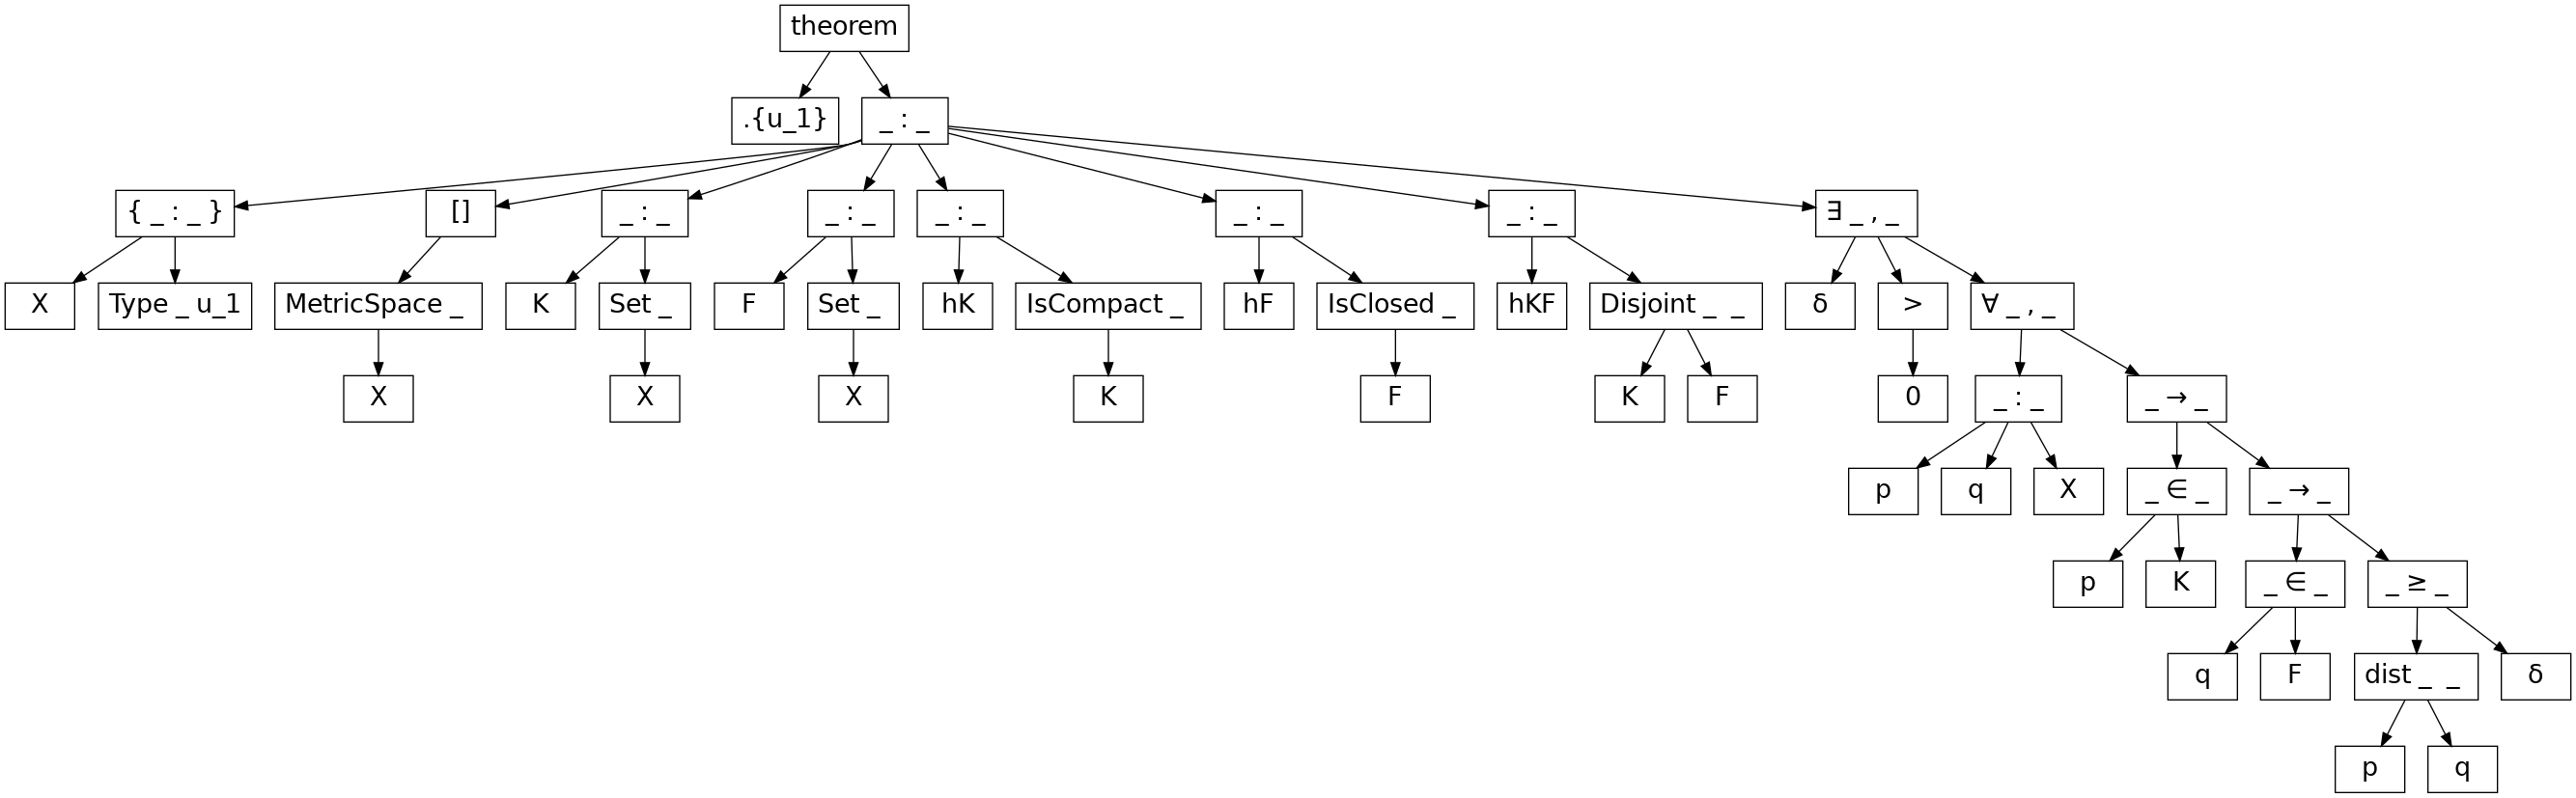 theorem
.{u_1} _ : _
{ _ : _ } [] _ : _ _ : _ _ : _ _ : _ _ : _ ∃ _ , _
X Type _ u_1 MetricSpace _ K Set _ F Set _ hK IsCompact _ hF IsClosed _ hKF Disjoint _ _ δ > ∀ _ , _
X X X K F K F 0 _ : _ _ → _
p q X _ ∈ _ _ → _
p K _ ∈ _ _ ≥ _
q F dist _ _ δ
p q